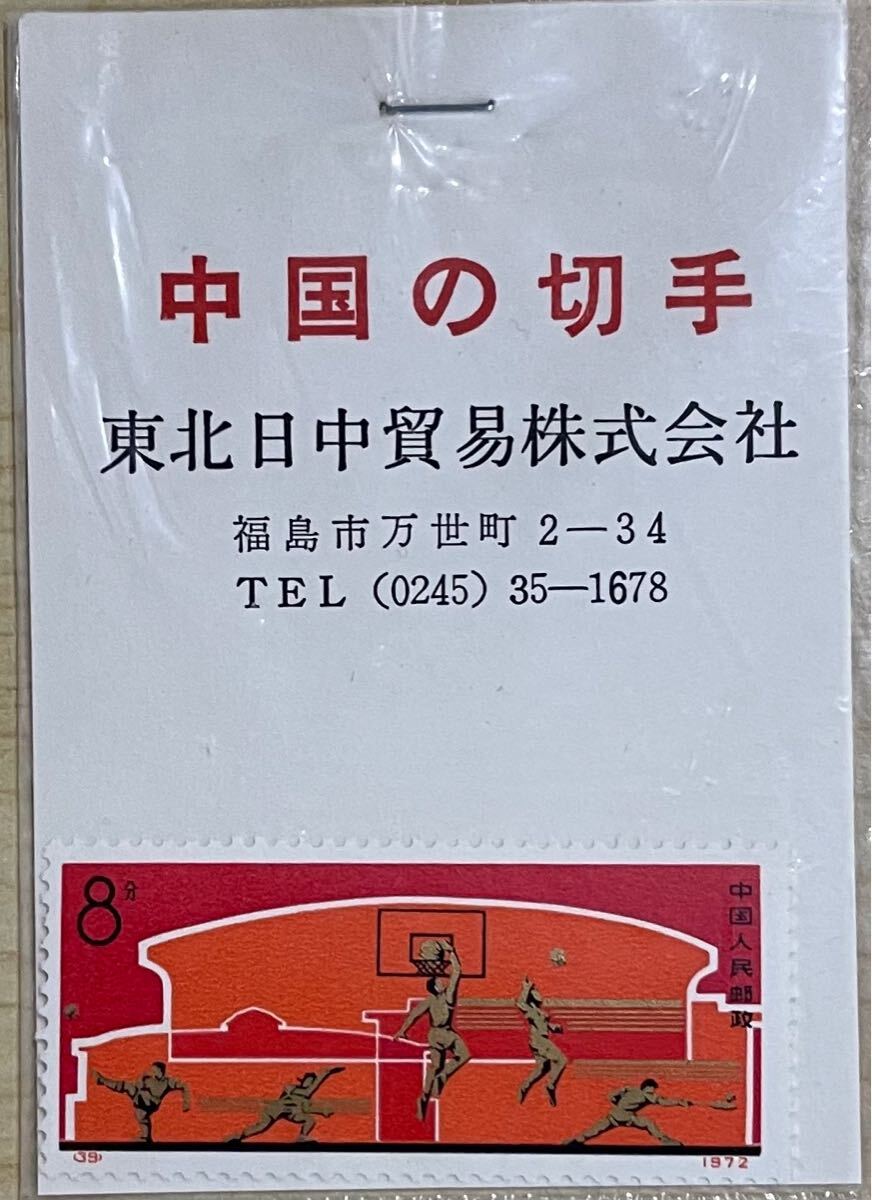 中国の切手
東北日中貿易株式会社
福島市万世町 2—34
TEL (0245) 35—1678
8分
中国人民邮政
(39)
1972